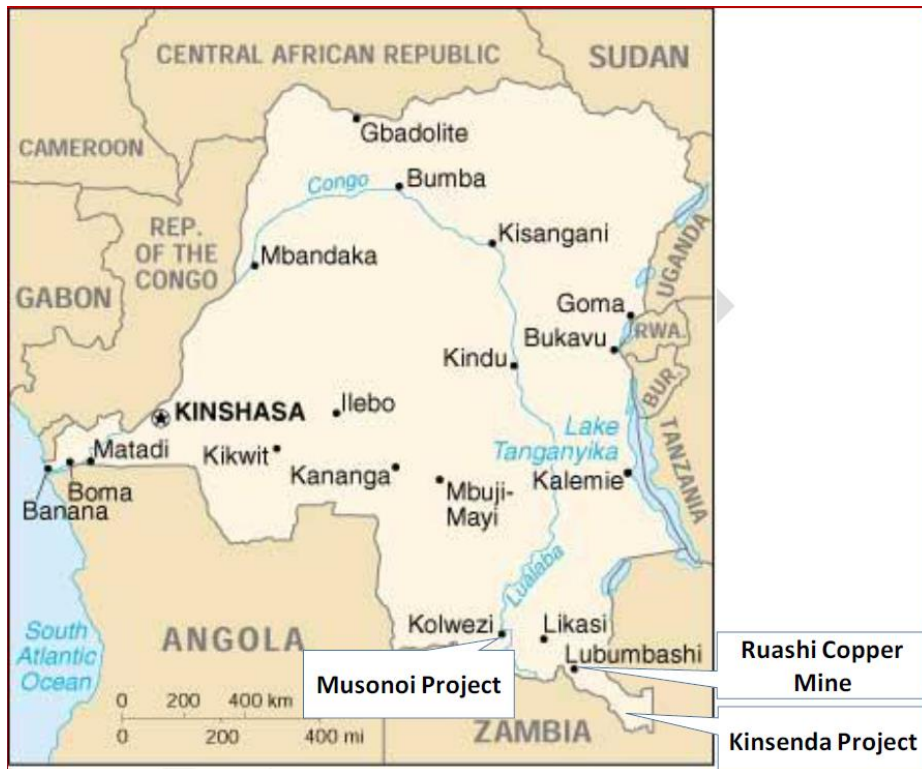 CENTRAL AFRICAN REPUBLIC
SUDAN
CAMEROON
Gbadolite
Congo
Bumba
REP.
OF THE
CONGO
Mbandaka
Kisangani
UGANDA
GABON
Goma
RWA.
Bukavu
Kindu
BUR.
KINSHASA
Ilebo
Lake
Tanganyika
TANZANIA
Matadi
Kikwit
Kananga
Kalemie
Boma
Banana
Mbuji-
Mayi
Lualaba
South
Atlantic
Ocean
ANGOLA
Kolwezi
Likasi
Lubumbashi
Ruashi Copper
Mine
Musonoi Project
0 200 400 km
0 200 400 mi
ZAMBIA
Kinsenda Project